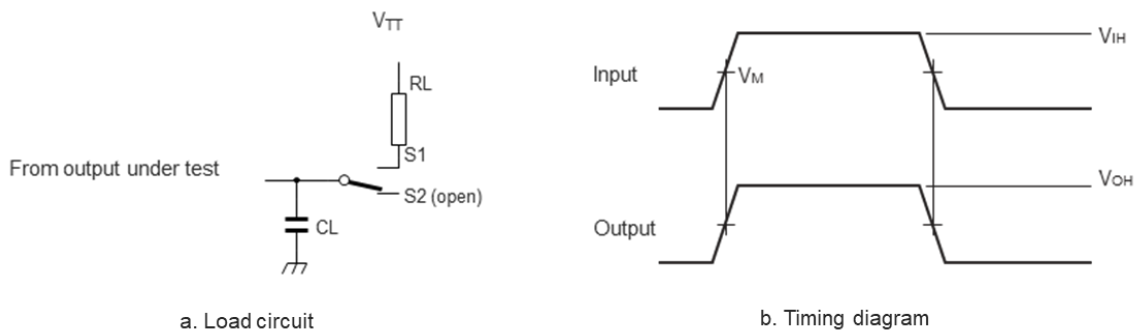 VTT
RL
S1
From output under test
S2 (open)
CL
a. Load circuit
VIH
Input
VM
VOH
Output
b. Timing diagram